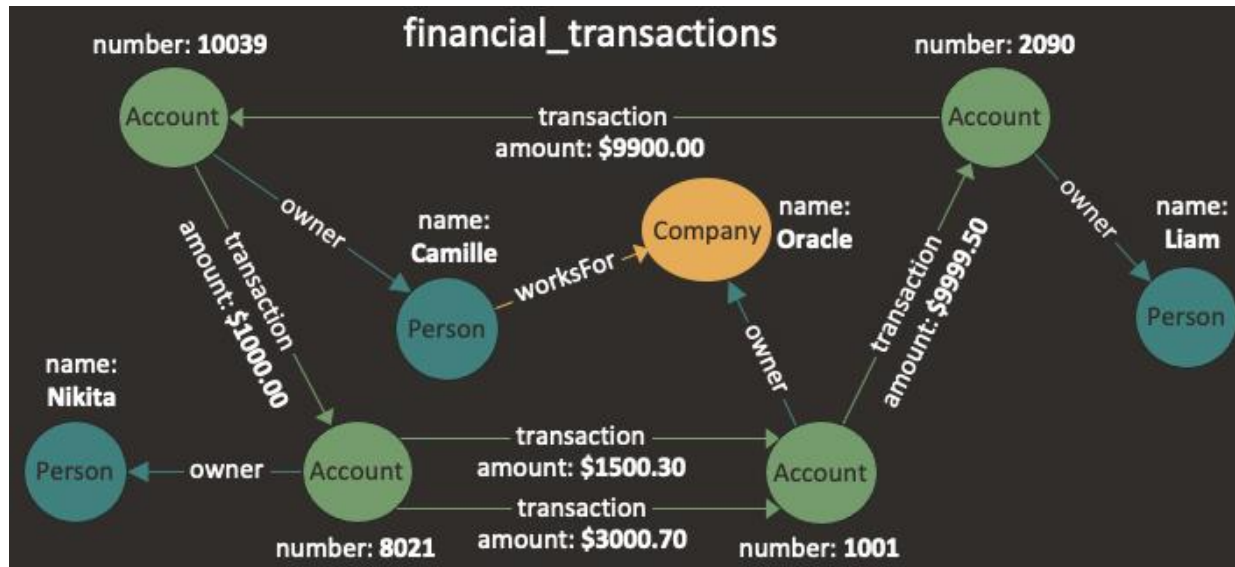 financial_transactions
number: 10039
number: 2090
Account
Account
transaction
amount: $9900.00
owner
owner
name:
Camille
Company
name:
Oracle
name:
Liam
transaction
amount: $1000.00
worksFor
transaction
amount: $9999.50
Person
Person
owner
name:
Nikita
Person
owner
Account
transaction
amount: $1500.30
Account
transaction
amount: $3000.70
number: 8021
number: 1001